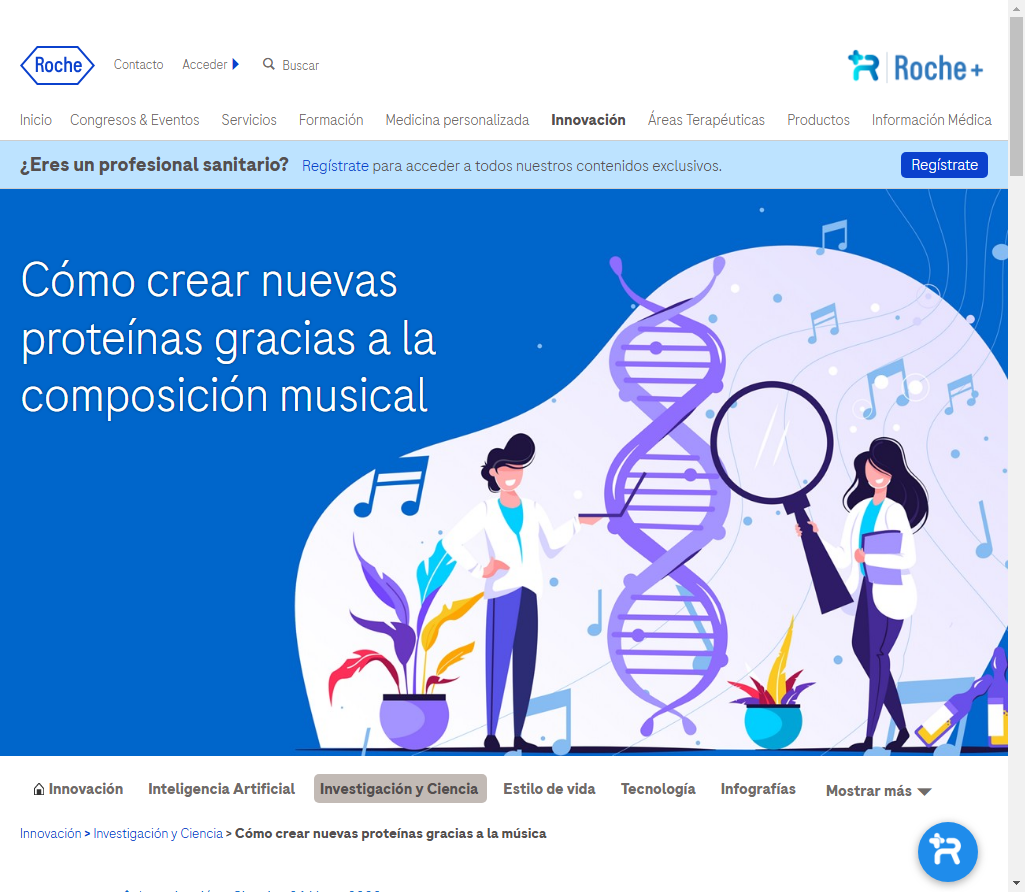 Roche
Contacto
Acceder
Buscar
Roche+
Inicio
Congresos & Eventos
Servicios
Formación
Medicina personalizada
Innovación
Áreas Terapéuticas
Productos
Información Médica
¿Eres un profesional sanitario? Regístrate para acceder a todos nuestros contenidos exclusivos.
Regístrate
Cómo crear nuevas
proteínas gracias a la
composición musical
Innovación
Inteligencia Artificial
Investigación y Ciencia
Estilo de vida
Tecnología
Infografías
Mostrar más
Innovación > Investigación y Ciencia > Cómo crear nuevas proteínas gracias a la música